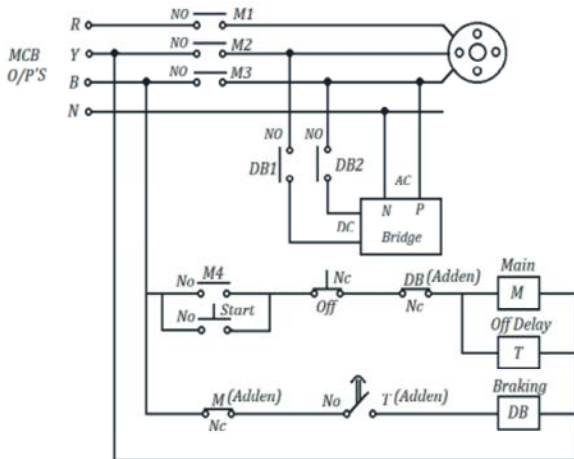 R NO M1
MCB Y NO M2
O/P'S B NO M3
N
NO NO
DB1 DB2
AC
N P
DC
Bridge
Main
No M4 Nc DB (Adden) M
No Start Off Nc Off Delay
T
M (Adden) No T (Adden) Braking
Nc DB